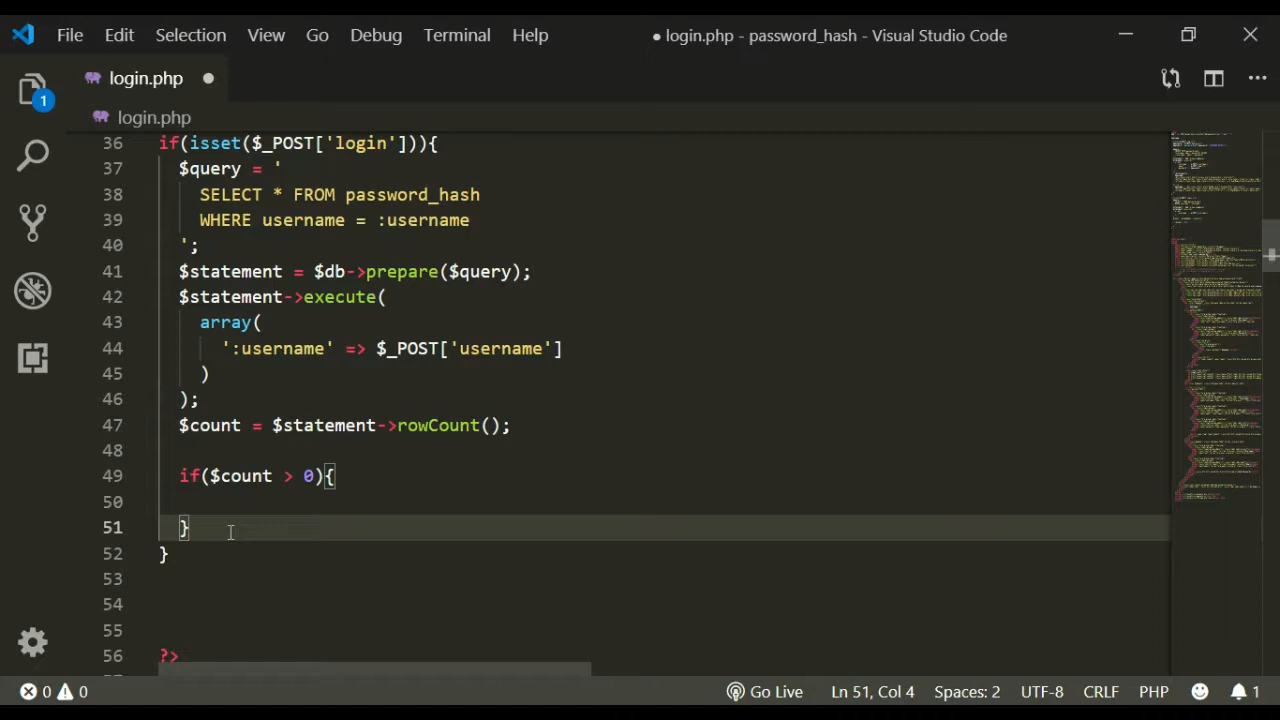 File Edit Selection View Go Debug Terminal Help ● login.php - password_hash - Visual Studio Code
login.php ●
1
login.php
36 if(isset($_POST['login'])){
37 $query = '
38 SELECT * FROM password_hash
39 WHERE username = :username
40 ';
41 $statement = $db->prepare($query);
42 $statement->execute(
43 array(
44 ':username' => $_POST['username']
45 )
46 );
47 $count = $statement->rowCount();
48
49 if($count > 0){
50
51 }
52 }
53
54
55
56 ?>
0 0 Go Live Ln 51, Col 4 Spaces: 2 UTF-8 CRLF PHP 1